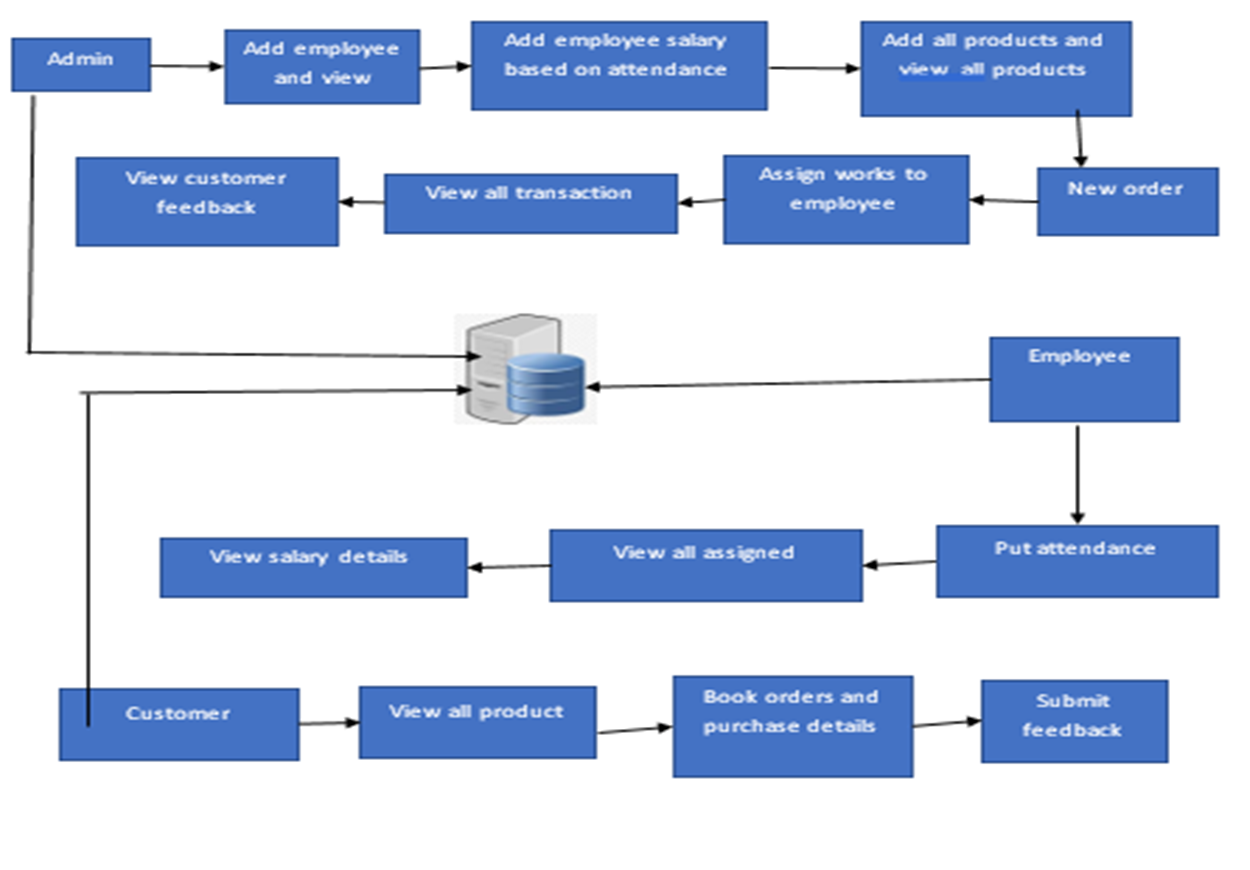 Admin
Add employee
and view
Add employee salary
based on attendance
Add all products and
view all products
View customer
feedback
View all transaction
Assign works to
employee
New order
Employee
View salary details
View all assigned
Put attendance
Customer
View all product
Book orders and
purchase details
Submit
feedback